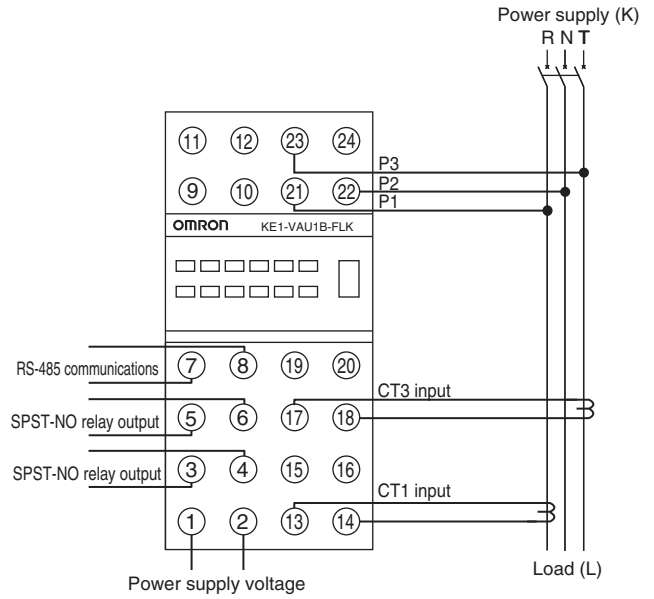 Power supply (K)
R N T
11 12 23 24
P3
9 10 21 22
P2
P1
OMRON KE1-VAU1B-FLK
7 8 19 20
RS-485 communications
CT3 input
5 6 17 18
SPST-NO relay output
3 4 15 16
SPST-NO relay output
CT1 input
1 2 13 14
Load (L)
Power supply voltage